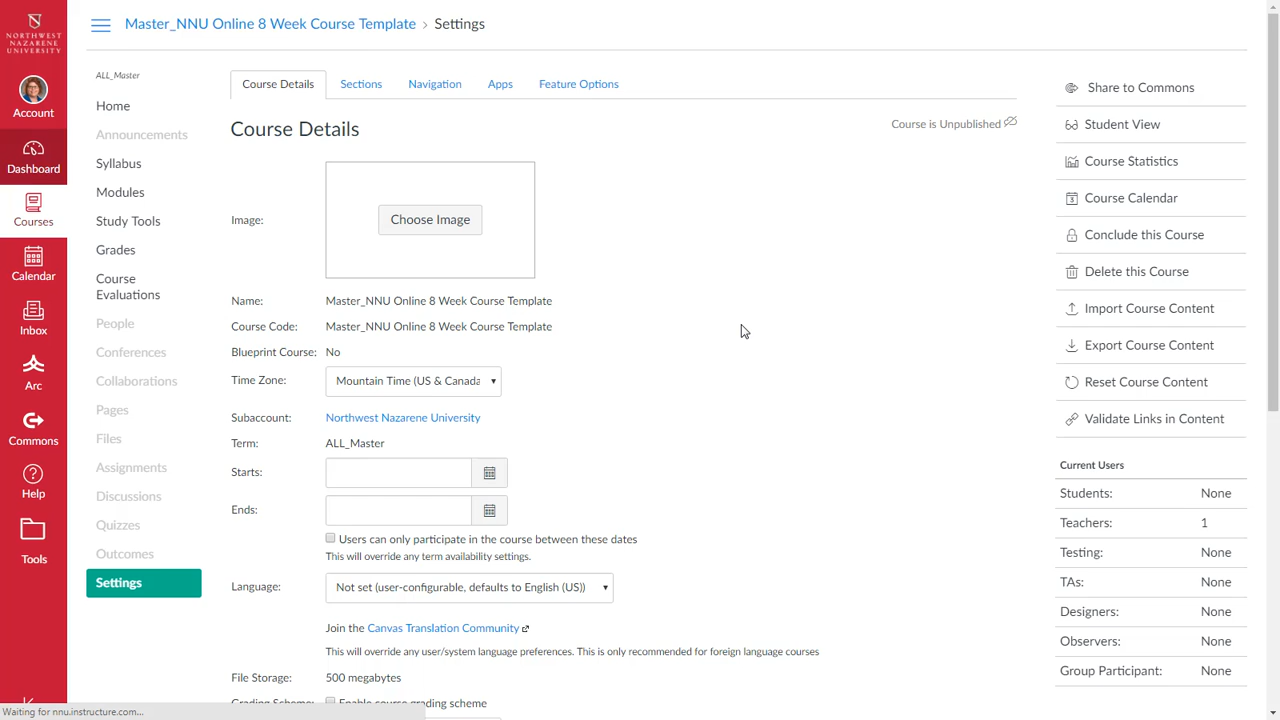 NORTHWEST
NAZARENE
UNIVERSITY
Account
Dashboard
Courses
Calendar
Inbox
Arc
Commons
Help
Tools
Master_NNU Online 8 Week Course Template › Settings
ALL_Master
Home
Announcements
Syllabus
Modules
Study Tools
Grades
Course
Evaluations
People
Conferences
Collaborations
Pages
Files
Assignments
Discussions
Quizzes
Outcomes
Settings
Course Details Sections Navigation Apps Feature Options
Course Details
Course is Unpublished
Image: Choose Image
Name: Master_NNU Online 8 Week Course Template
Course Code: Master_NNU Online 8 Week Course Template
Blueprint Course: No
Time Zone: Mountain Time (US & Canada
Subaccount: Northwest Nazarene University
Term: ALL_Master
Starts:
Ends:
Users can only participate in the course between these dates
This will override any term availability settings.
Language: Not set (user-configurable, defaults to English (US))
Join the Canvas Translation Community
This will override any user/system language preferences. This is only recommended for foreign language courses
File Storage: 500 megabytes
Grading Scheme: Enable course grading scheme
Share to Commons
Student View
Course Statistics
Course Calendar
Conclude this Course
Delete this Course
Import Course Content
Export Course Content
Reset Course Content
Validate Links in Content
Current Users
Students: None
Teachers: 1
Testing: None
TAs: None
Designers: None
Observers: None
Group Participant: None
Waiting for nnu.instructure.com...